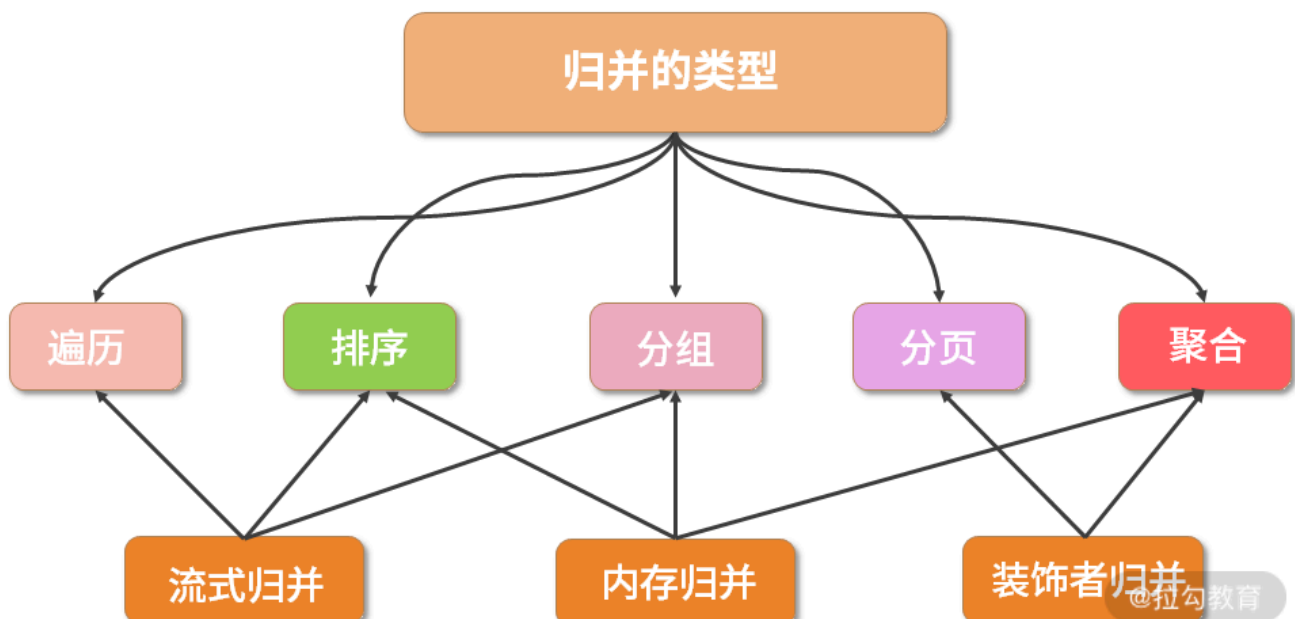 归并的类型
遍历
排序
分组
分页
聚合
流式归并
内存归并
装饰者归并
@拉勾教育